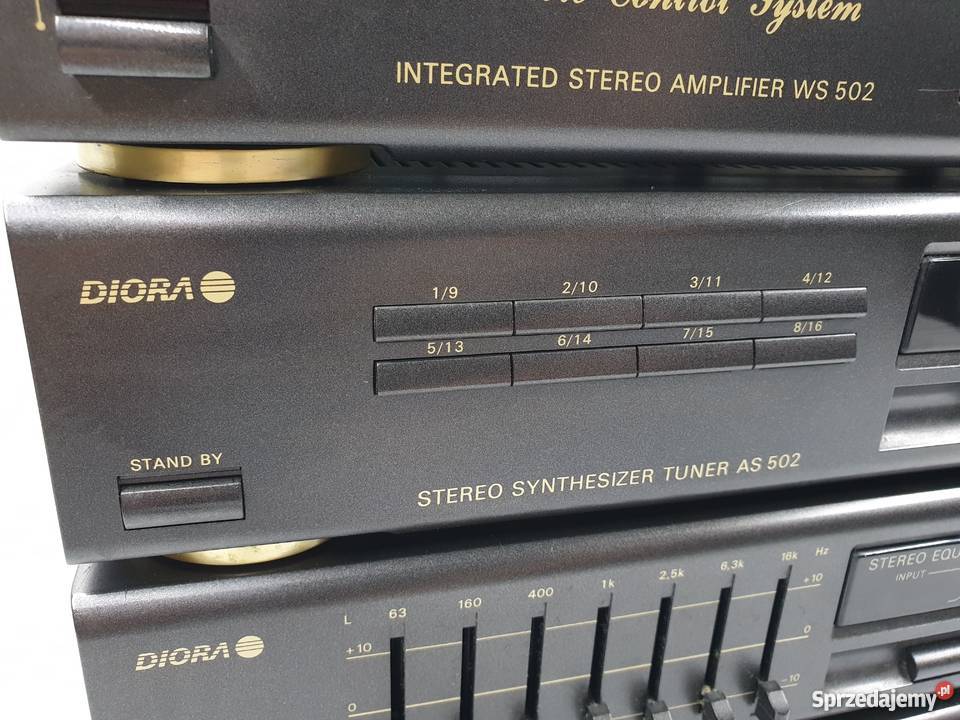 Control System
INTEGRATED STEREO AMPLIFIER WS 502
DIORA
1/9 2/10 3/11 4/12
5/13 6/14 7/15 8/16
STAND BY
STEREO SYNTHESIZER TUNER AS 502
L 63 160 400 1k 2,5k 6,3k 16k Hz
+10 +10
0 0
-10
STEREO EQU
INPUT
DIORA
Sprzedajemy.pl